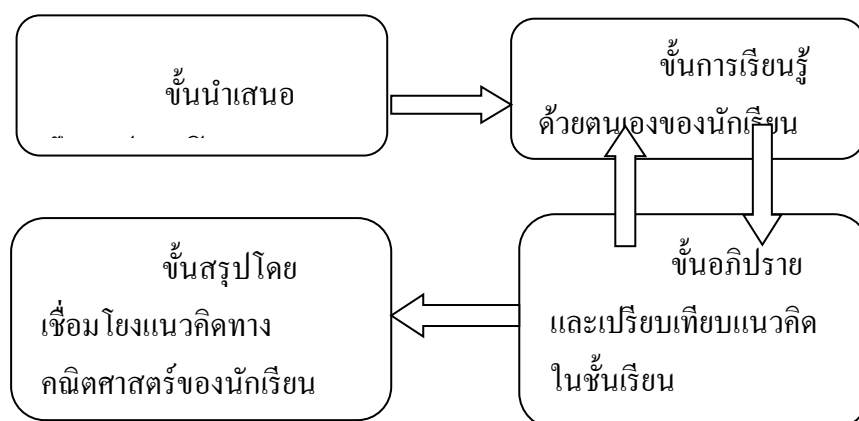 ขั้นนำเสนอ
ขั้นการเรียนรู้
ด้วยตนเองของนักเรียน
ขั้นสรุปโดย
เชื่อมโยงแนวคิดทาง
คณิตศาสตร์ของนักเรียน
ขั้นอภิปราย
และเปรียบเทียบแนวคิด
ในชั้นเรียน